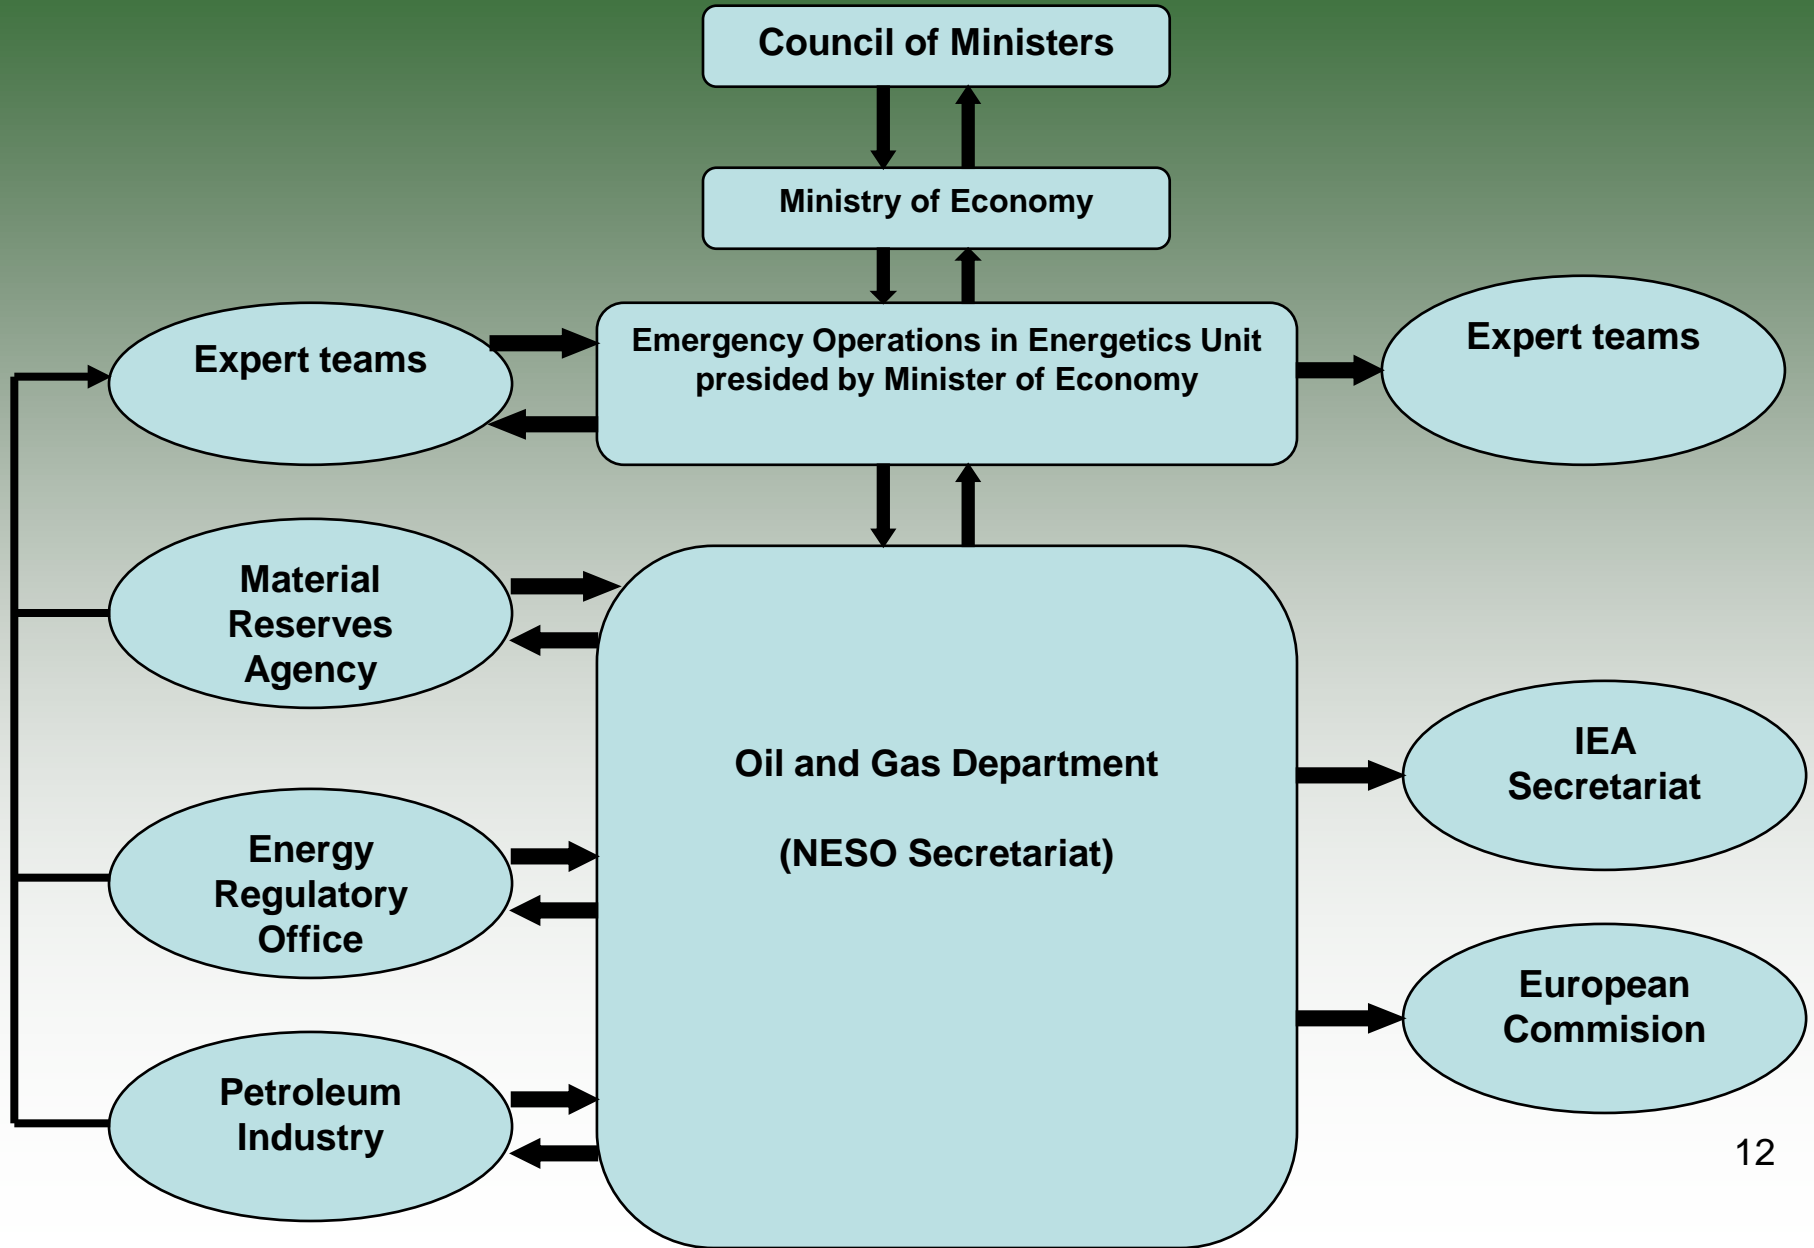 Council of Ministers
Ministry of Economy
Expert teams
Emergency Operations in Energetics Unit
presided by Minister of Economy
Expert teams
Material
Reserves
Agency
Oil and Gas Department
(NESO Secretariat)
IEA
Secretariat
Energy
Regulatory
Office
European
Commision
Petroleum
Industry
12